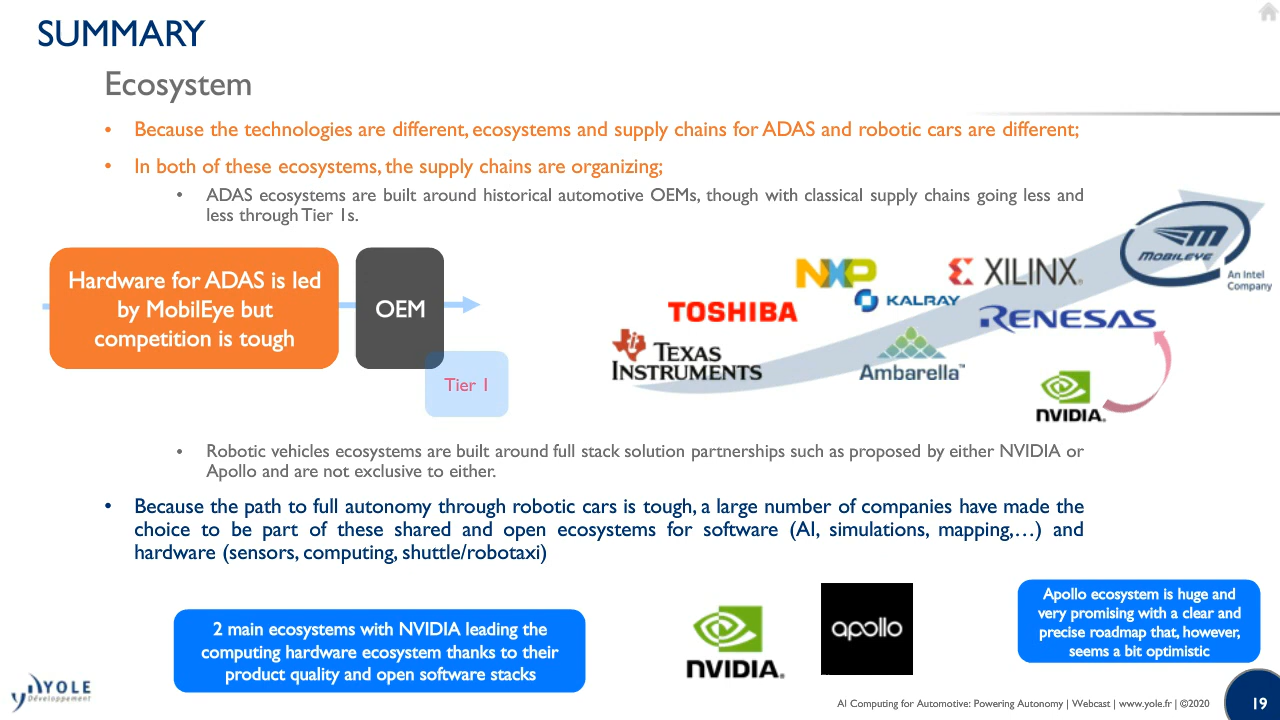 SUMMARY
Ecosystem
• Because the technologies are different, ecosystems and supply chains for ADAS and robotic cars are different;
• In both of these ecosystems, the supply chains are organizing;
• ADAS ecosystems are built around historical automotive OEMs, though with classical supply chains going less and
less through Tier 1s.
Hardware for ADAS is led
by MobilEye but
competition is tough
OEM
Tier 1
MOBILEYE
An Intel
Company
NXP
XILINX
KALRAY
TOSHIBA
RENESAS
TEXAS
INSTRUMENTS
Ambarella™
NVIDIA.
• Robotic vehicles ecosystems are built around full stack solution partnerships such as proposed by either NVIDIA or
Apollo and are not exclusive to either.
• Because the path to full autonomy through robotic cars is tough, a large number of companies have made the
choice to be part of these shared and open ecosystems for software (AI, simulations, mapping,…) and
hardware (sensors, computing, shuttle/robotaxi)
2 main ecosystems with NVIDIA leading the
computing hardware ecosystem thanks to their
product quality and open software stacks
NVIDIA.
apollo
Apollo ecosystem is huge and
very promising with a clear and
precise roadmap that, however,
seems a bit optimistic
YOLE
Développement
AI Computing for Automotive: Powering Autonomy | Webcast | www.yole.fr | ©2020
19